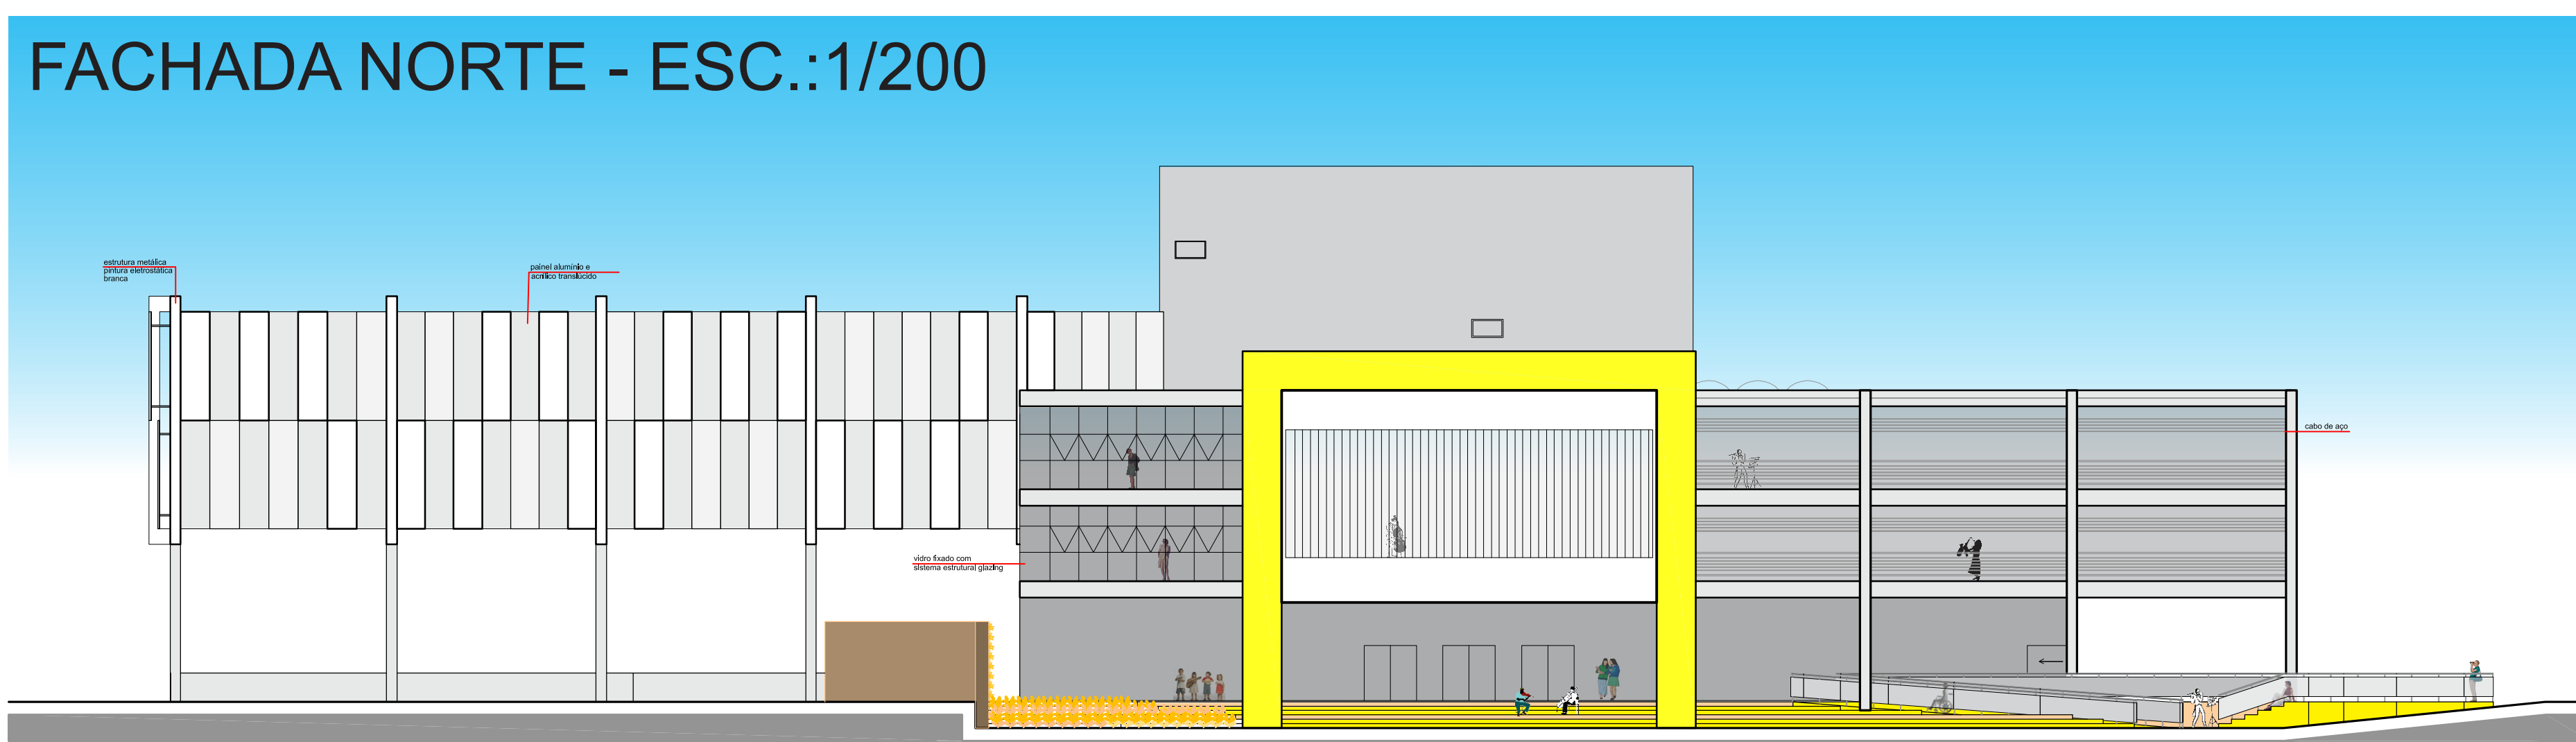 FACHADA NORTE - ESC.:1/200
estrutura metálica
pintura eletrostática
branca
painel alumínio e
acrílico translúcido
cabo de aço
vidro fixado com
sistema estrutural glazing